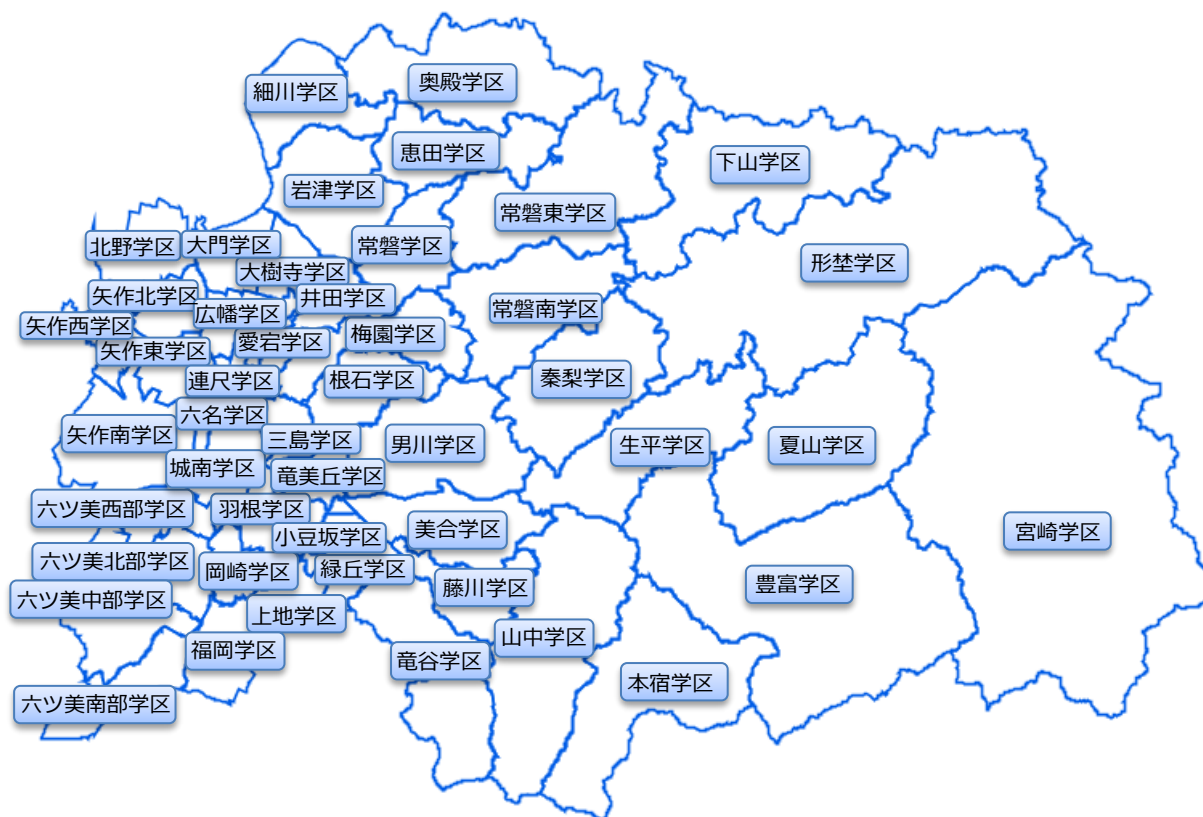 奥殿学区
細川学区
恵田学区
下山学区
岩津学区
常磐東学区
北野学区
大門学区
常磐学区
形埜学区
大樹寺学区
矢作北学区
井田学区
常磐南学区
広幡学区
矢作西学区
梅園学区
愛宕学区
矢作東学区
連尺学区
根石学区
秦梨学区
六名学区
矢作南学区
三島学区
男川学区
生平学区
夏山学区
城南学区
竜美丘学区
六ツ美西部学区
羽根学区
美合学区
宮崎学区
小豆坂学区
六ツ美北部学区
岡崎学区
緑丘学区
藤川学区
豊富学区
六ツ美中部学区
上地学区
山中学区
福岡学区
竜谷学区
本宿学区
六ツ美南部学区